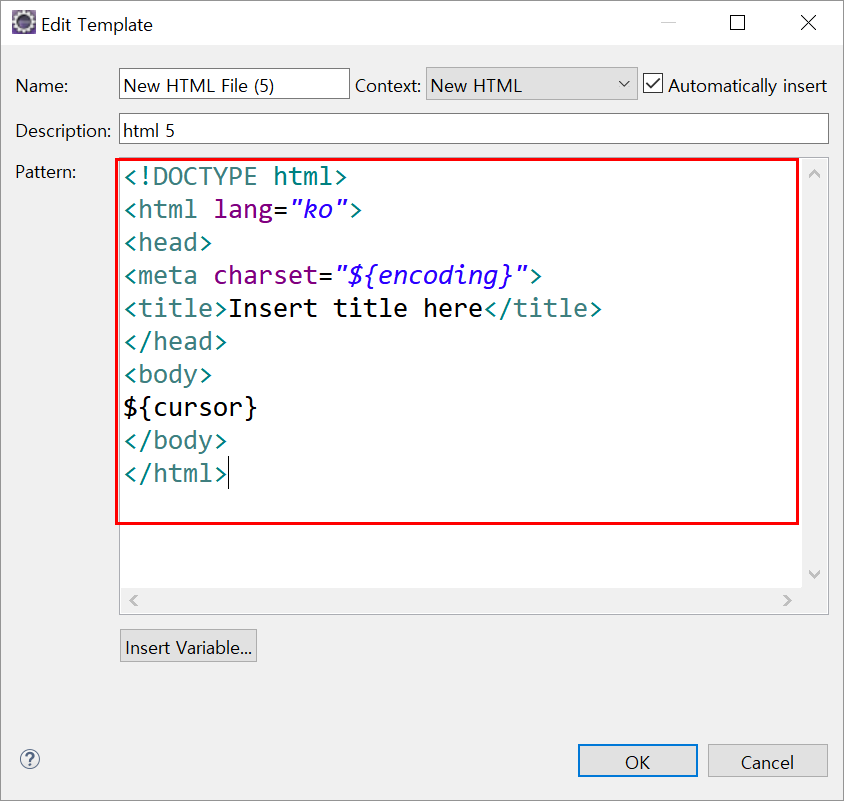 Edit Template
Name: New HTML File (5) Context: New HTML Automatically insert
Description: html 5
Pattern:
<!DOCTYPE html>
<html lang="ko">
<head>
<meta charset="${encoding}">
<title>Insert title here</title>
</head>
<body>
${cursor}
</body>
</html>
Insert Variable...
?
OK Cancel